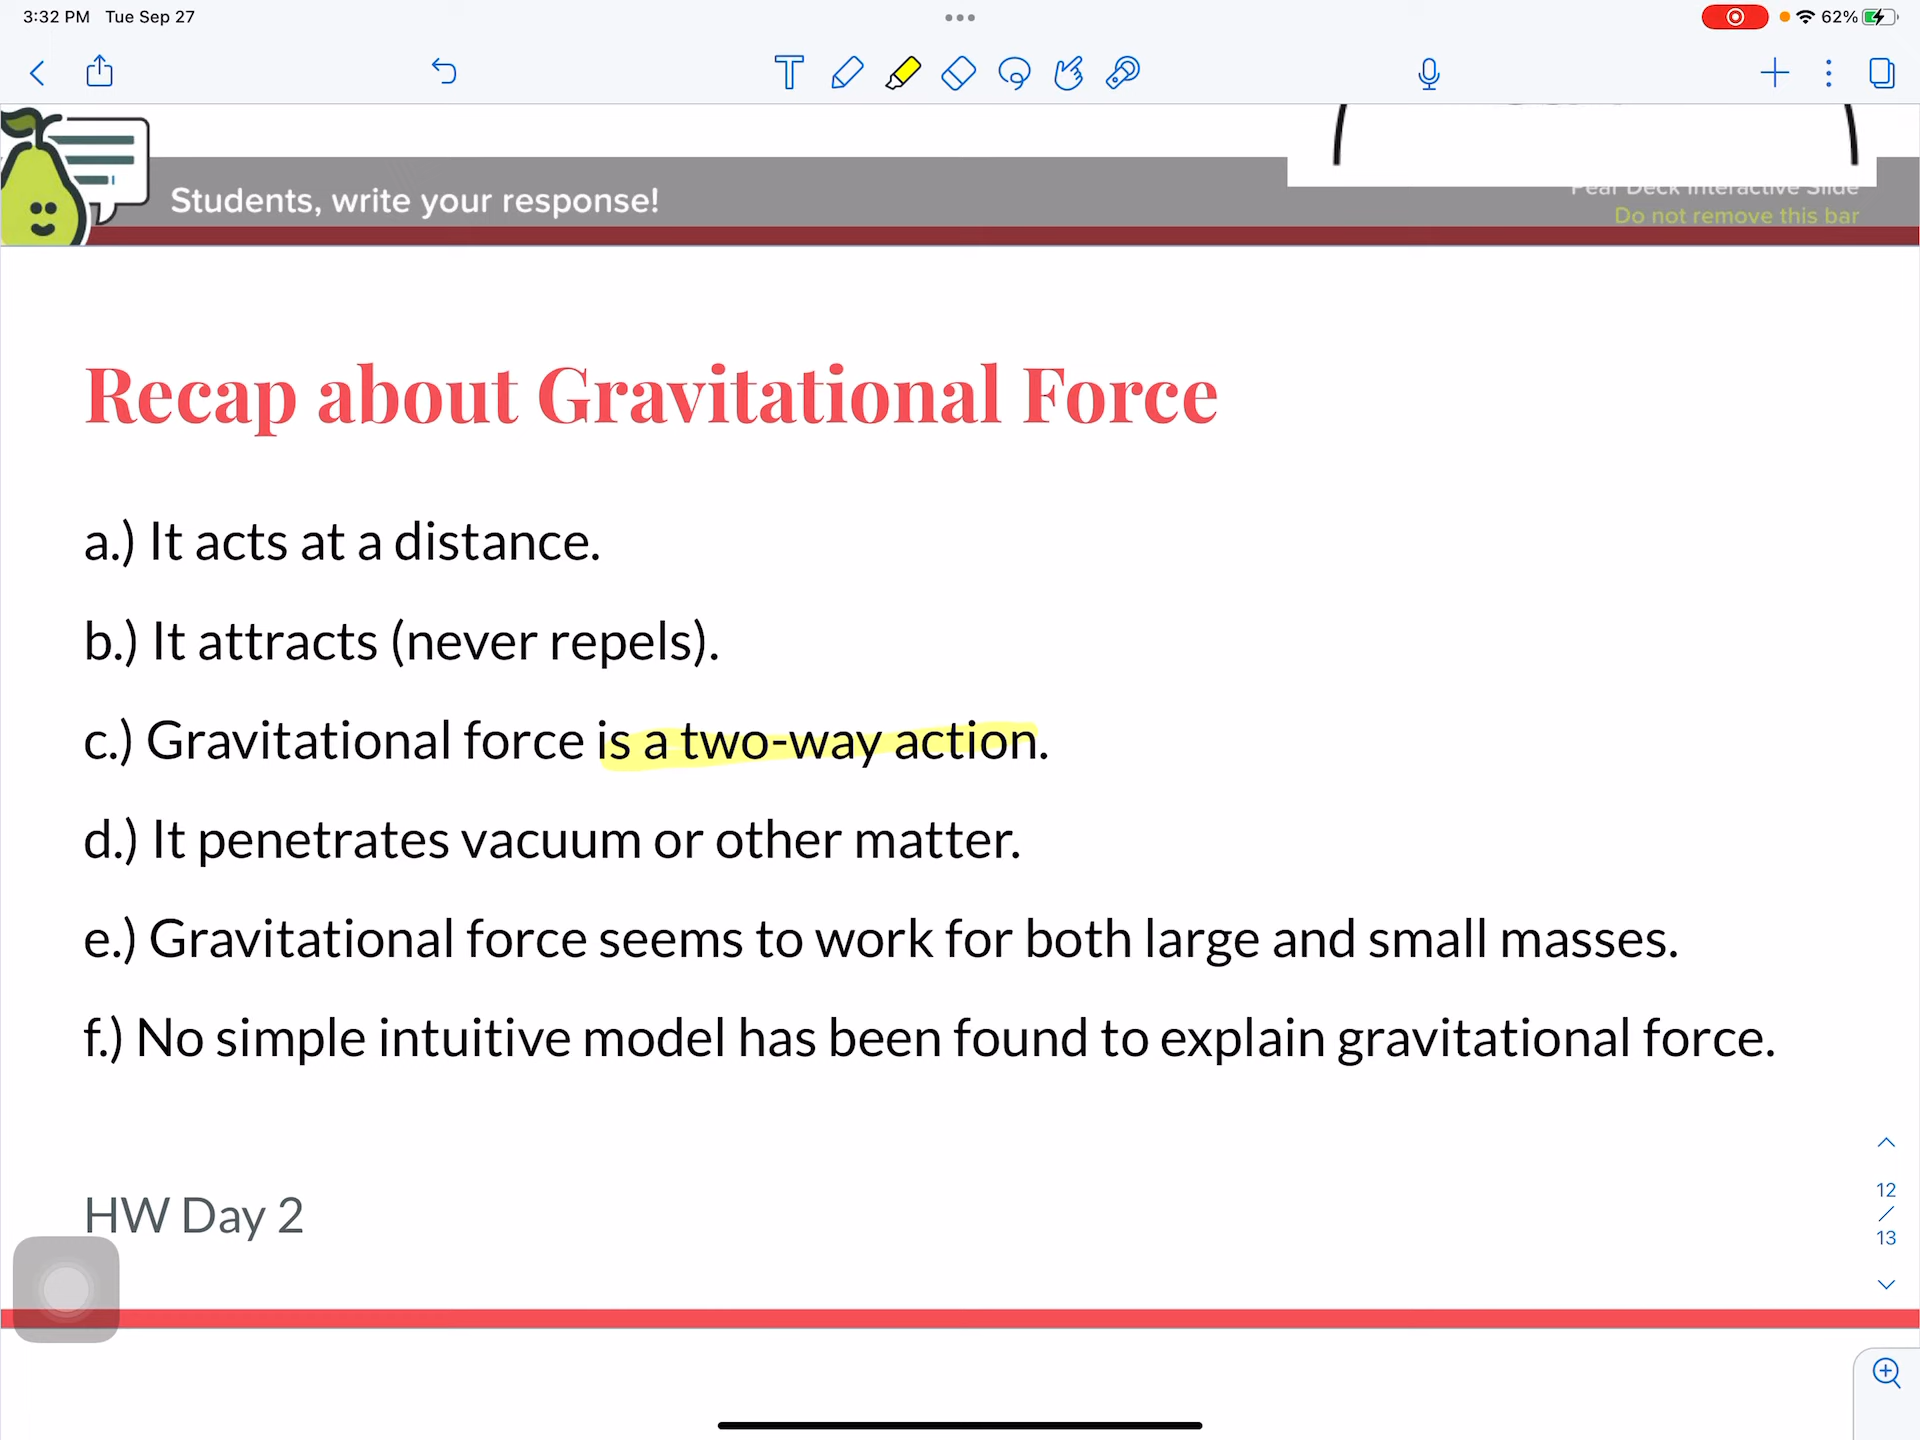 3:32 PM Tue Sep 27
62%
Students, write your response!
Pear Deck Interactive Slide
Do not remove this bar
Recap about Gravitational Force
a.) It acts at a distance.
b.) It attracts (never repels).
c.) Gravitational force is a two-way action.
d.) It penetrates vacuum or other matter.
e.) Gravitational force seems to work for both large and small masses.
f.) No simple intuitive model has been found to explain gravitational force.
12
/
13
HW Day 2